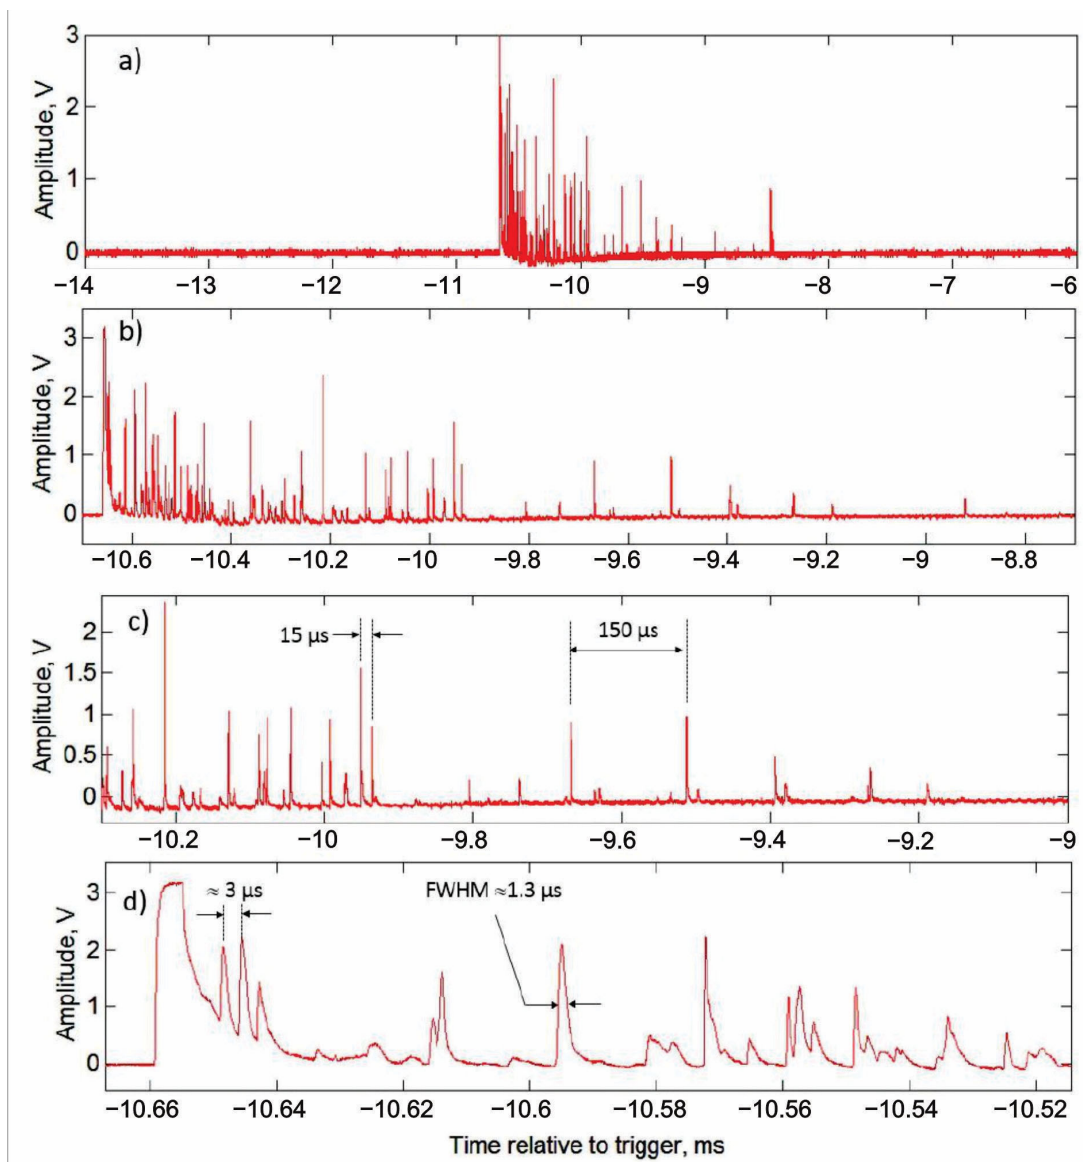 a)
Amplitude, V
3
2
1
0
−14 −13 −12 −11 −10 −9 −8 −7 −6
b)
Amplitude, V
3
2
1
0
−10.6 −10.4 −10.2 −10 −9.8 −9.6 −9.4 −9.2 −9 −8.8
c)
15 µs
150 µs
Amplitude, V
2
1.5
1
0.5
0
−10.2 −10 −9.8 −9.6 −9.4 −9.2 −9
d)
≈ 3 µs
FWHM ≈1.3 µs
Amplitude, V
3
2
1
0
−10.66 −10.64 −10.62 −10.6 −10.58 −10.56 −10.54 −10.52
Time relative to trigger, ms